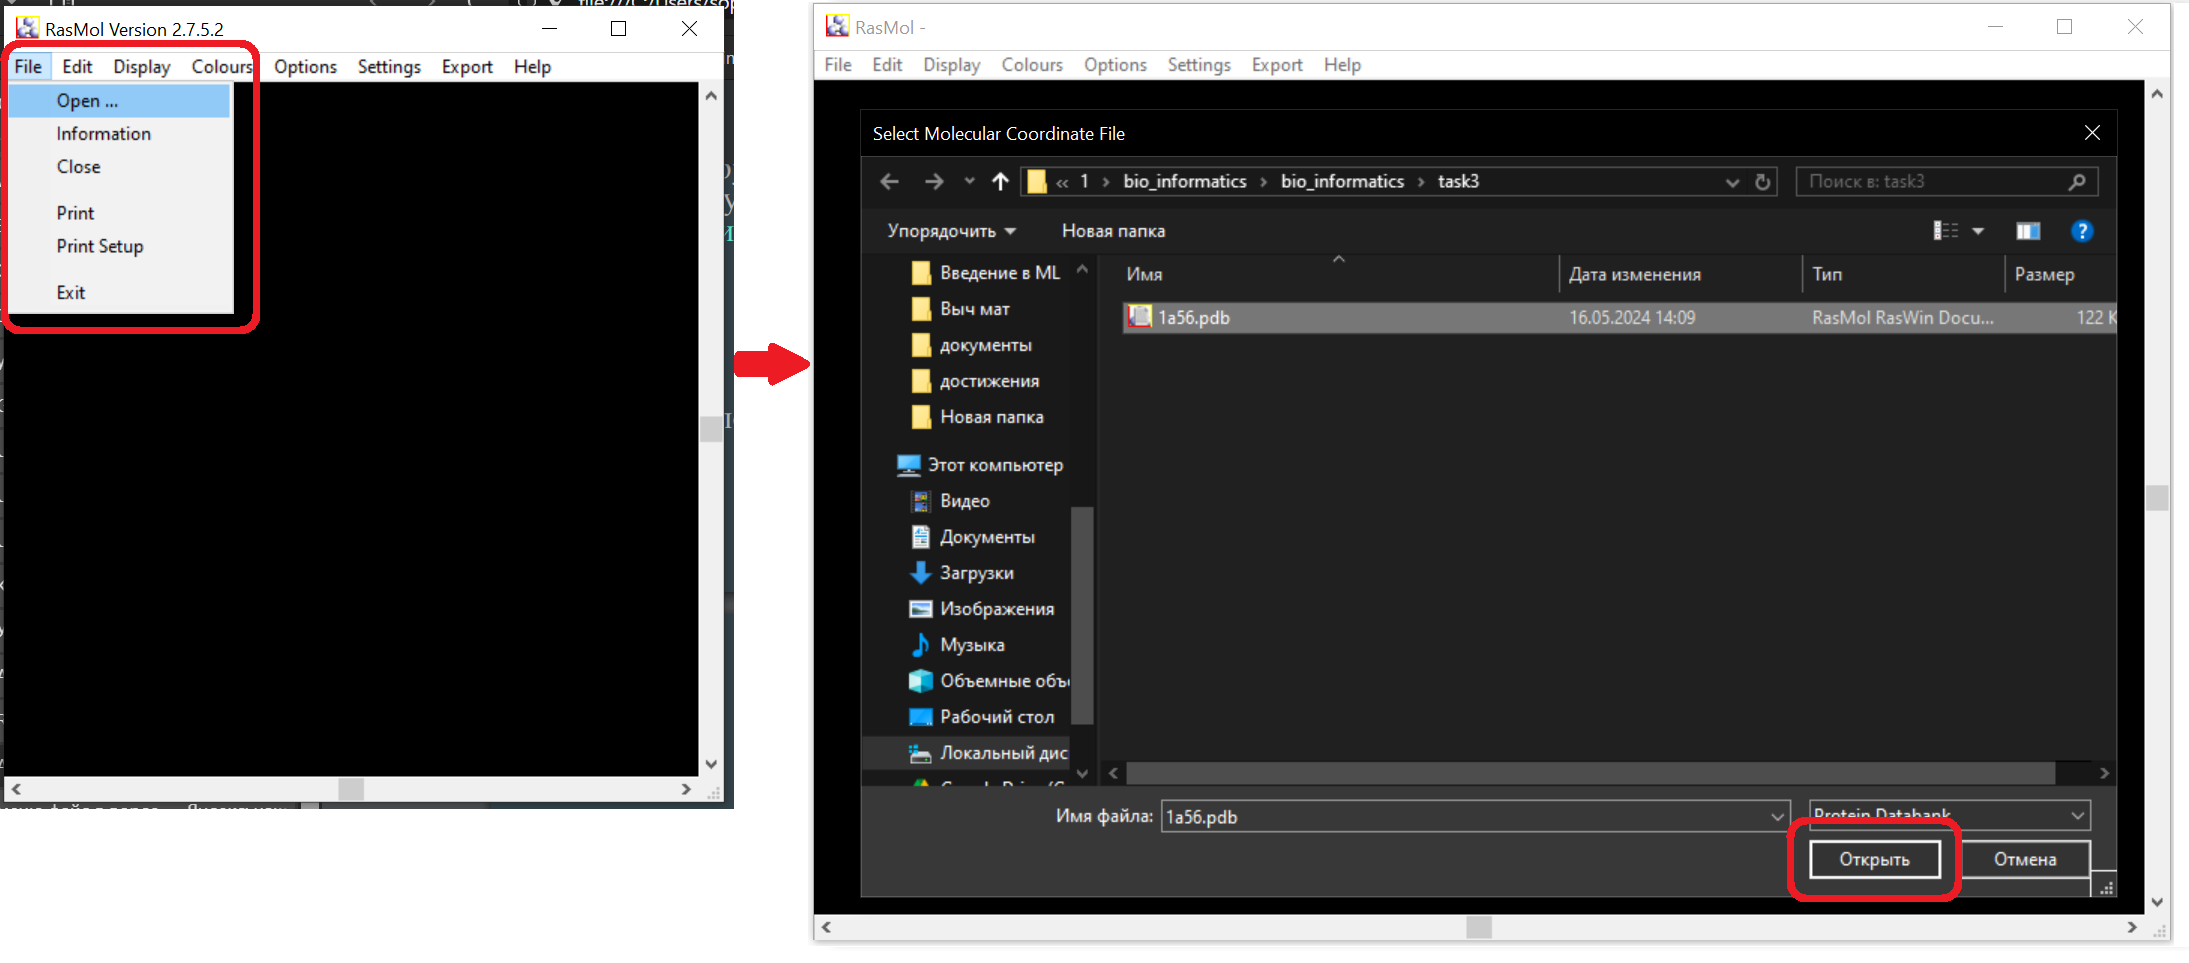 RasMol Version 2.7.5.2
File Edit Display Colours Options Settings Export Help
Open ...
Information
Close
Print
Print Setup
Exit
RasMol -
File Edit Display Colours Options Settings Export Help
Select Molecular Coordinate File
« 1 › bio_informatics › bio_informatics › task3
Поиск в: task3
Упорядочить
Новая папка
Введение в ML
Выч мат
документы
достижения
Новая папка
Этот компьютер
Видео
Документы
Загрузки
Изображения
Музыка
Объемные объ
Рабочий стол
Локальный дис
Имя Дата изменения Тип Размер
1a56.pdb 16.05.2024 14:09 RasMol RasWin Docu... 122 К
Имя файла: 1a56.pdb
Protein Databank
Открыть Отмена